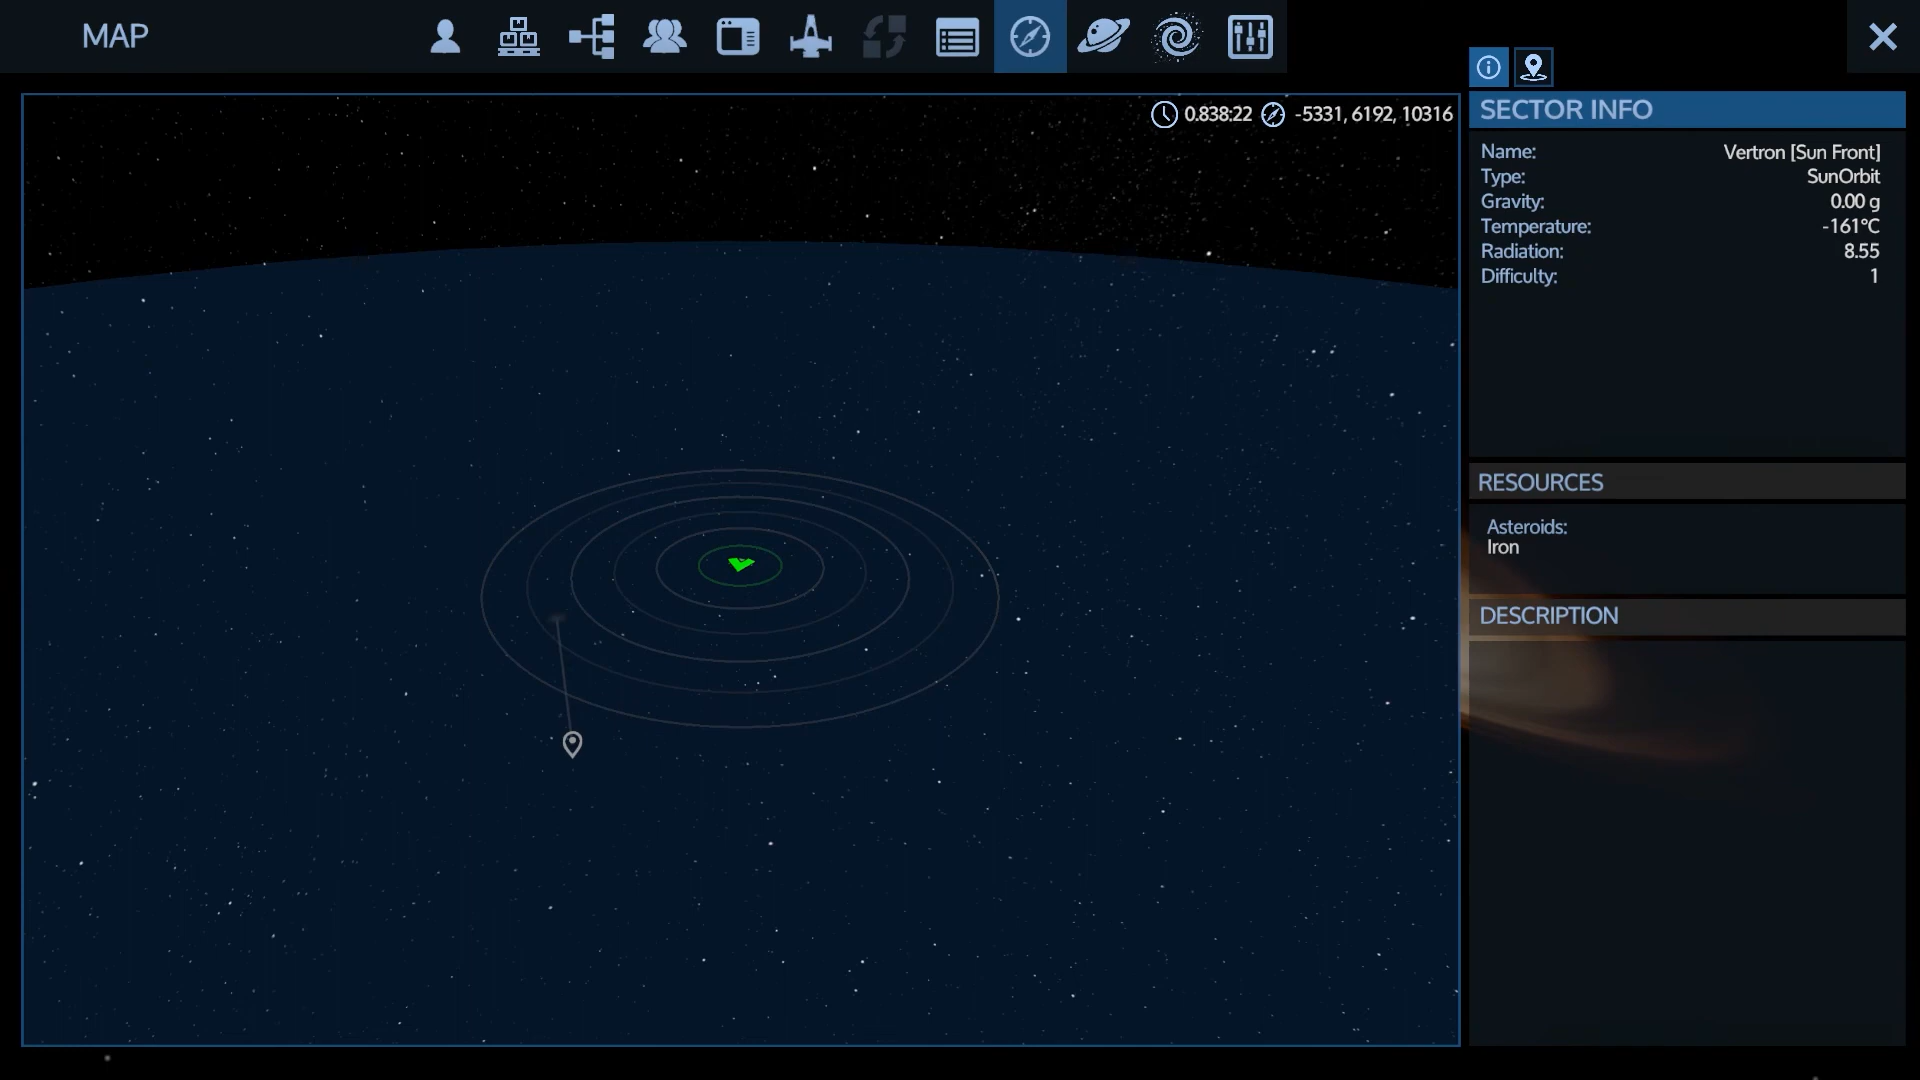 MAP
0.838:22 -5331, 6192, 10316
SECTOR INFO
Name: Vertron [Sun Front]
Type: SunOrbit
Gravity: 0.00 g
Temperature: -161°C
Radiation: 8.55
Difficulty: 1
RESOURCES
Asteroids:
Iron
DESCRIPTION